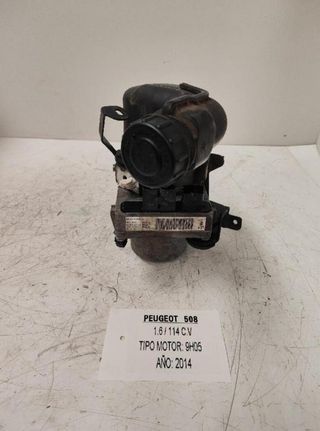 PEUGEOT 508
1.6 / 114 C.V
TIPO MOTOR: 9H05
AÑO: 2014